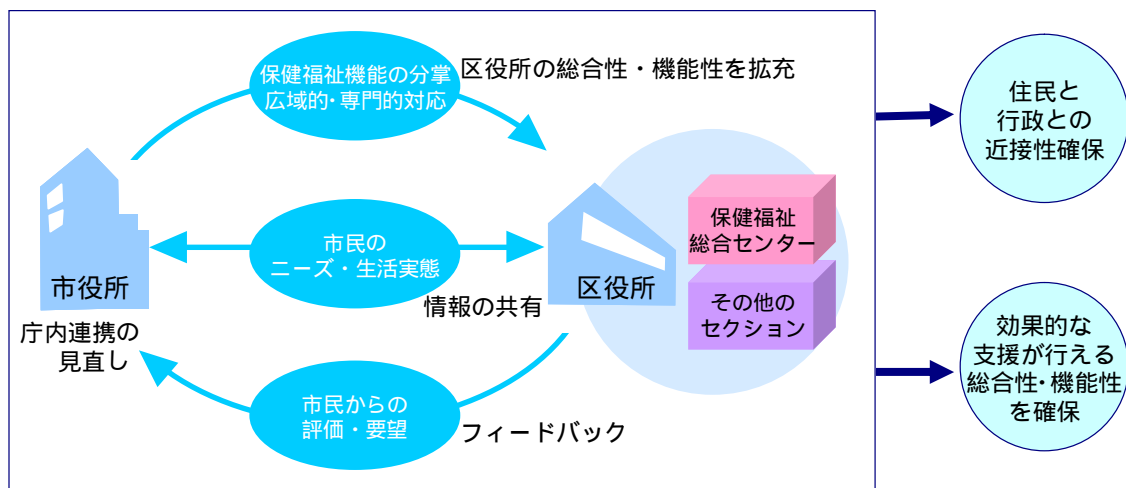 保健福祉機能の分掌
広域的・専門的対応
区役所の総合性・機能性を拡充
市役所
庁内連携の
見直し
市民の
ニーズ・生活実態
情報の共有
区役所
保健福祉
総合センター
その他の
セクション
市民からの
評価・要望
フィードバック
住民と
行政との
近接性確保
効果的な
支援が行える
総合性・機能性
を確保